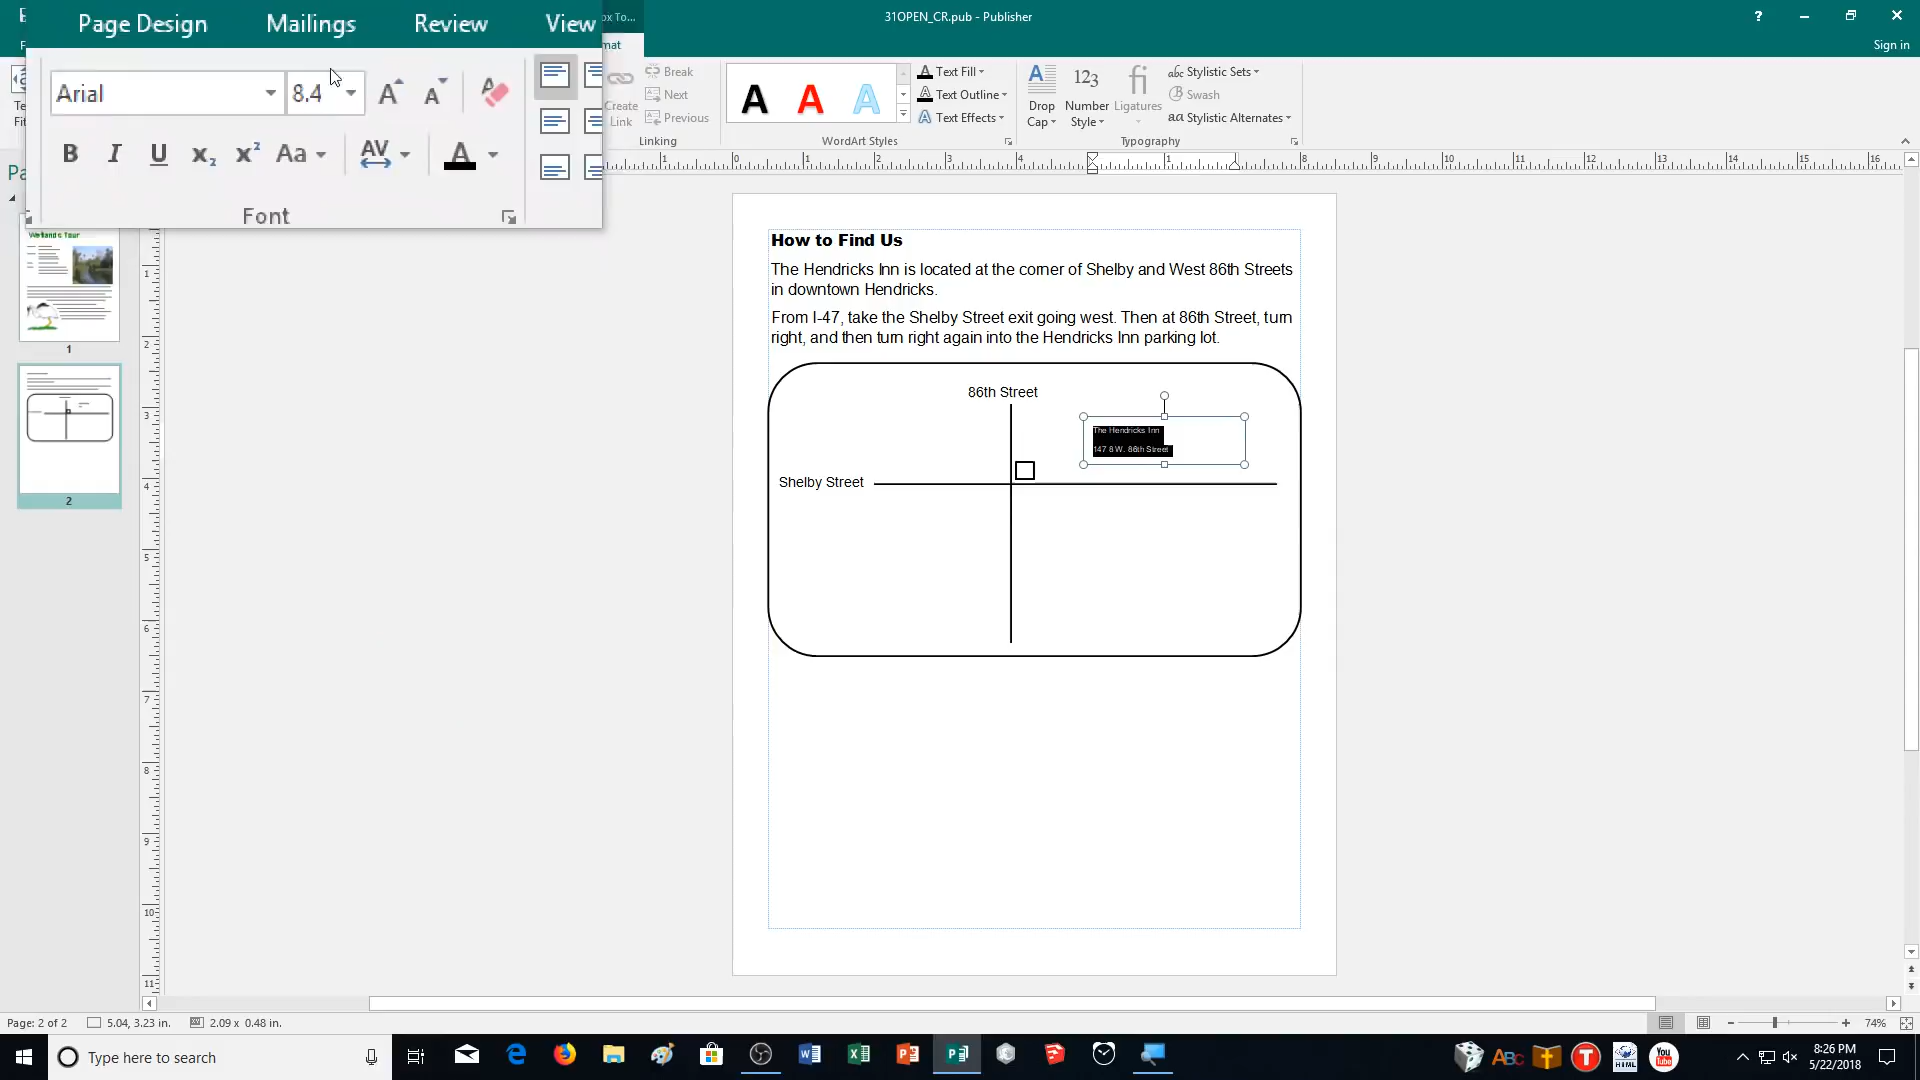 31OPEN_CR.pub - Publisher
Sign in
Page Design
Mailings
Review
View
Arial
8.4
Font
Create
Link
Break
Next
Previous
Linking
WordArt Styles
Text Fill
Text Outline
Text Effects
Drop
Cap
Number
Style
Ligatures
Stylistic Sets
Swash
Stylistic Alternates
Typography
How to Find Us
The Hendricks Inn is located at the corner of Shelby and West 86th Streets
in downtown Hendricks.
From I-47, take the Shelby Street exit going west. Then at 86th Street, turn
right, and then turn right again into the Hendricks Inn parking lot.
86th Street
The Hendricks Inn
147 8 W. 86th Street
Shelby Street
Wetlands Tour
1
2
Page: 2 of 2
5.04, 3.23 in.
2.09 x 0.48 in.
74%
Type here to search
8:26 PM
5/22/2018